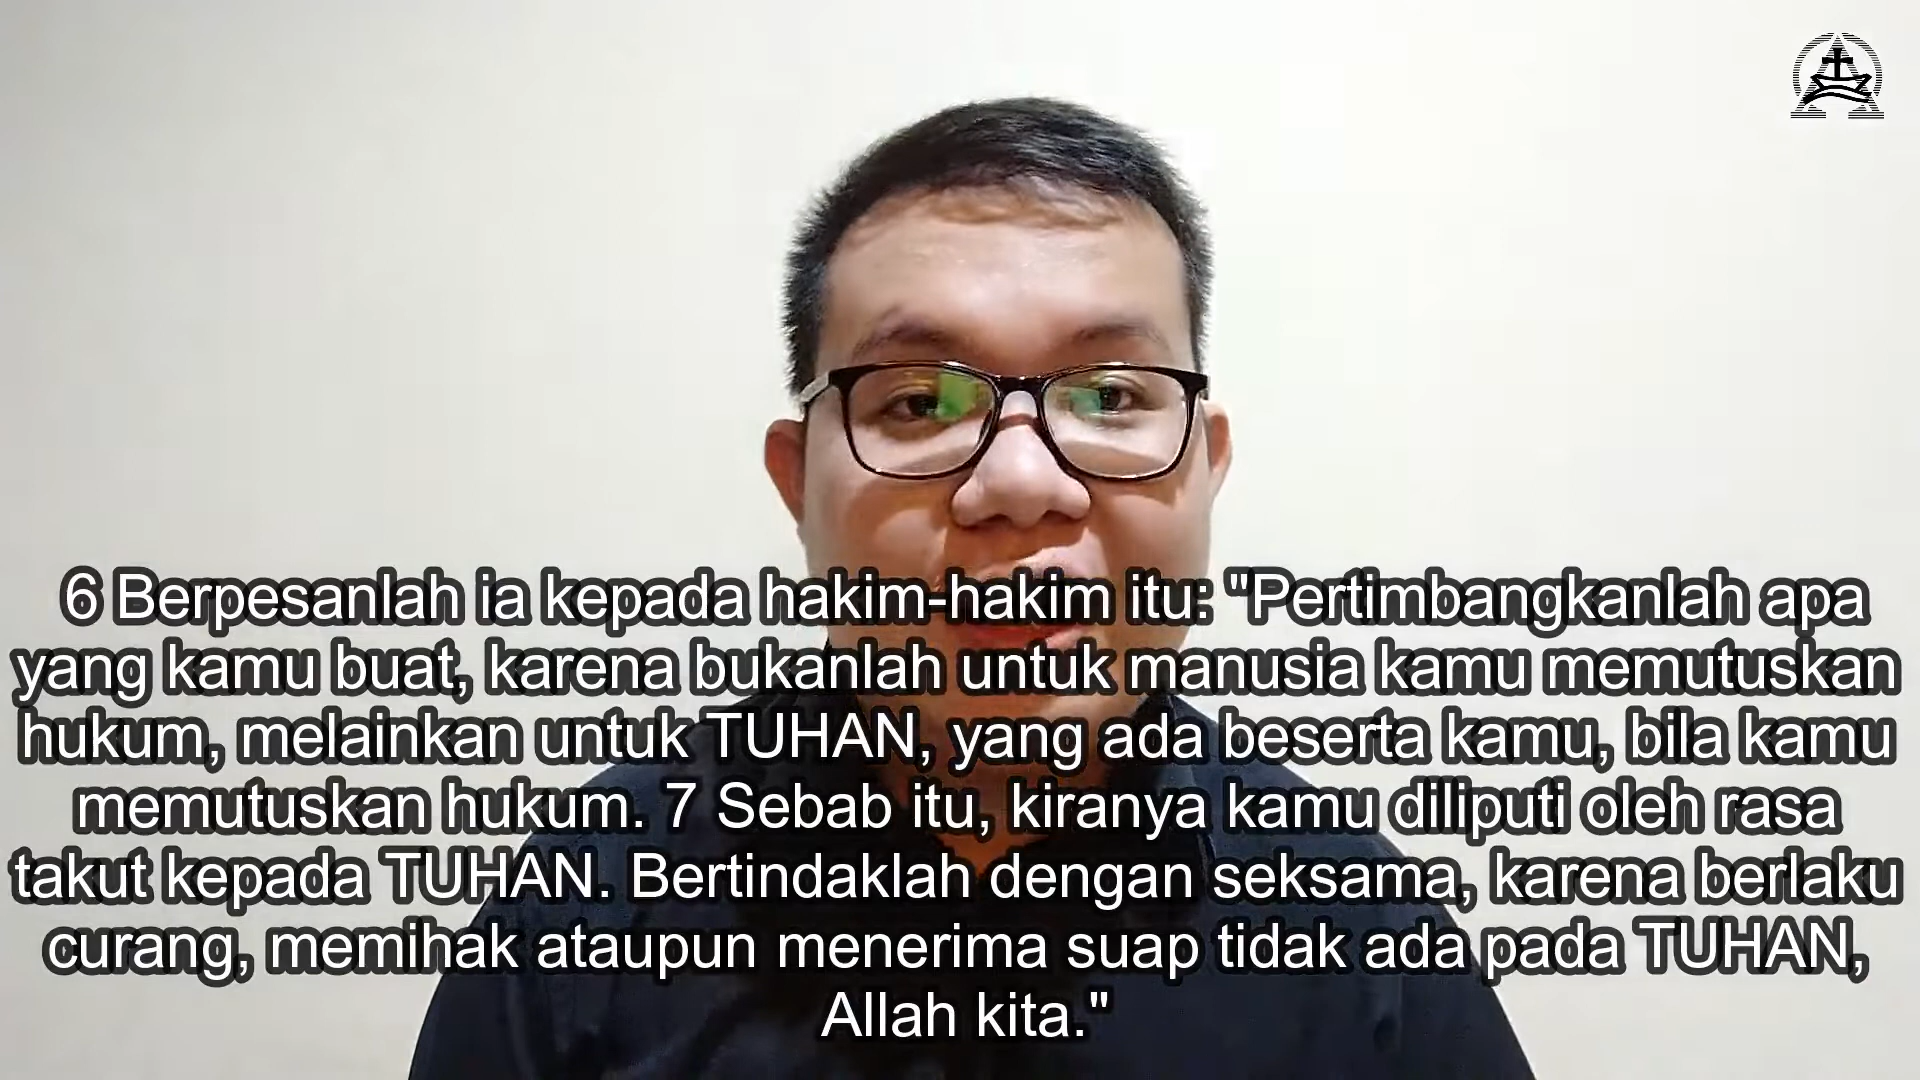 6 Berpesanlah ia kepada hakim-hakim itu: "Pertimbangkanlah apa
yang kamu buat, karena bukanlah untuk manusia kamu memutuskan
hukum, melainkan untuk TUHAN, yang ada beserta kamu, bila kamu
memutuskan hukum. 7 Sebab itu, kiranya kamu diliputi oleh rasa
takut kepada TUHAN. Bertindaklah dengan seksama, karena berlaku
curang, memihak ataupun menerima suap tidak ada pada TUHAN,
Allah kita."